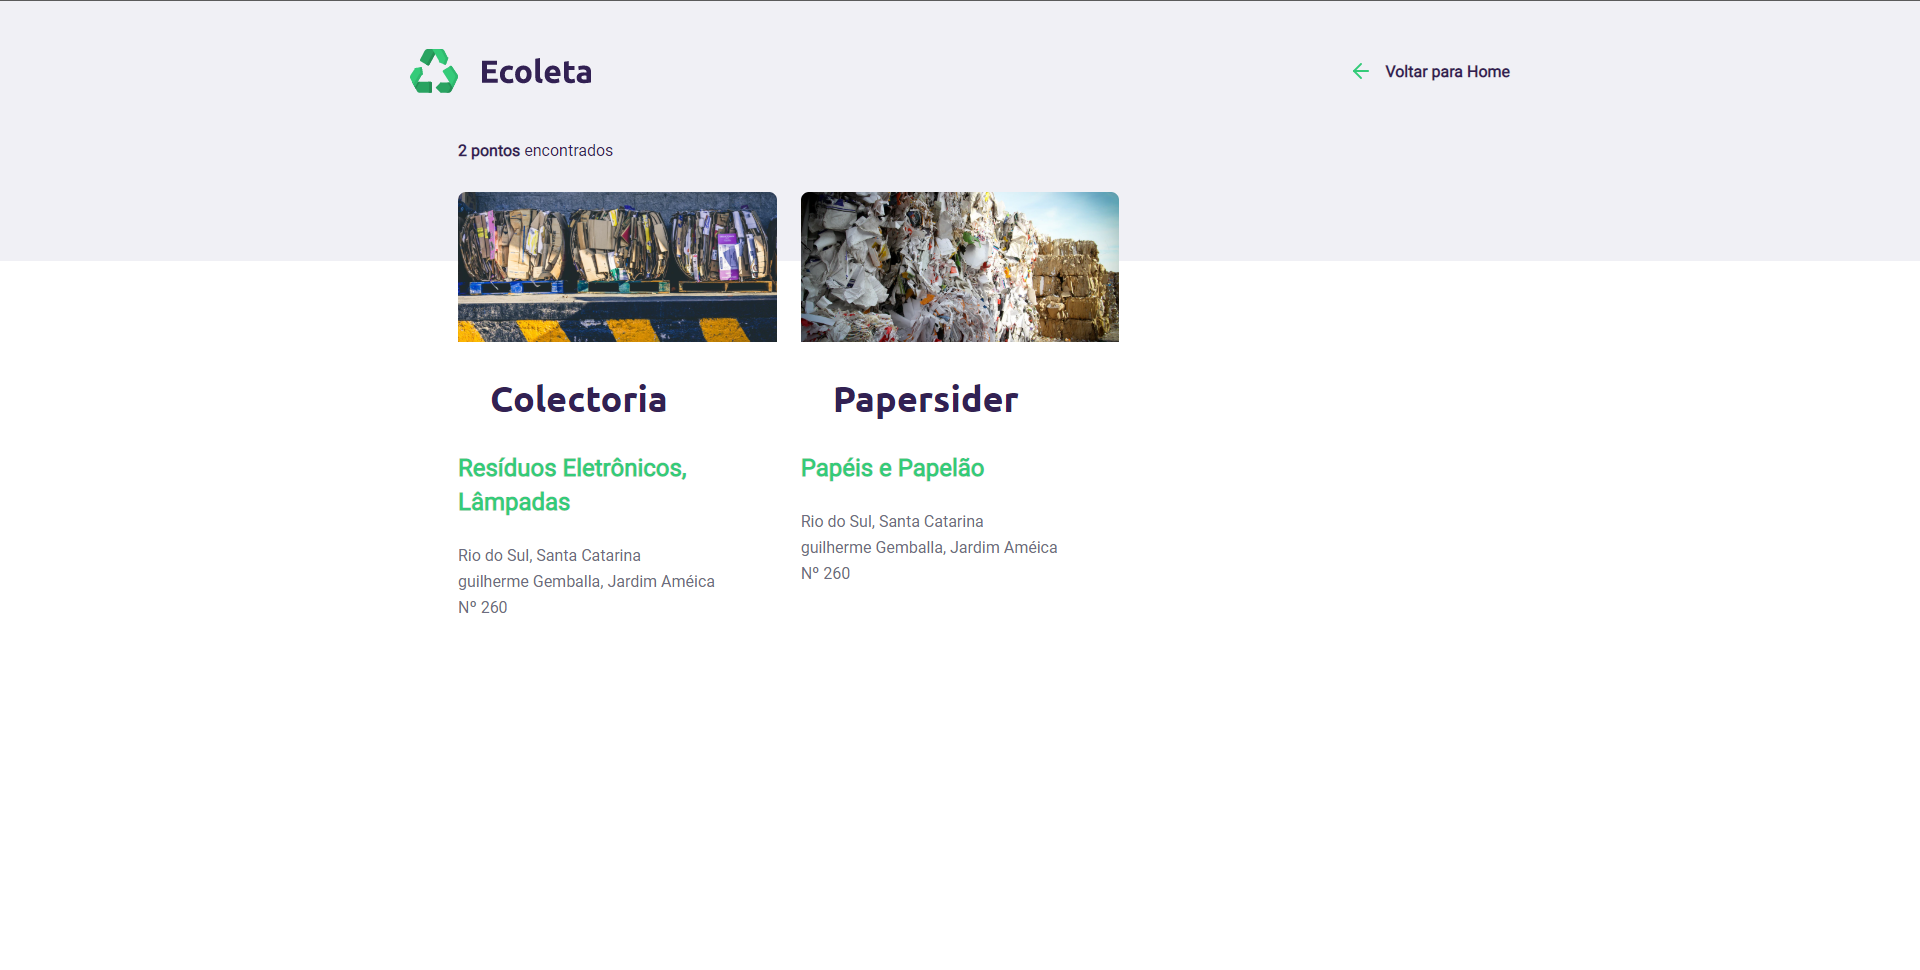 Ecoleta
Voltar para Home
2 pontos encontrados
Colectoria
Resíduos Eletrônicos,
Lâmpadas
Rio do Sul, Santa Catarina
guilherme Gemballa, Jardim Améica
Nº 260
Papersider
Papéis e Papelão
Rio do Sul, Santa Catarina
guilherme Gemballa, Jardim Améica
Nº 260